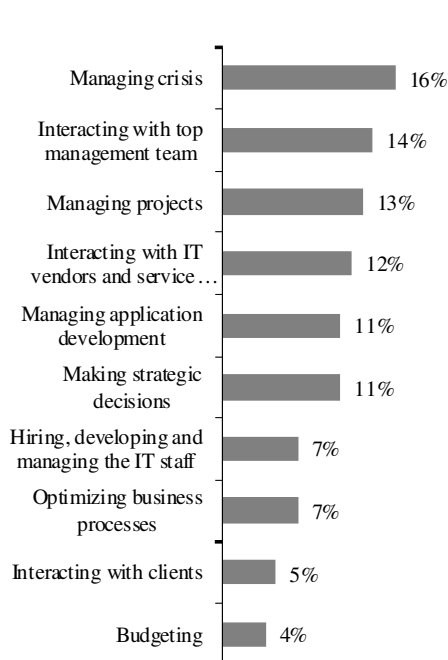 Managing crisis
16%
Interacting with top
management team
14%
Managing projects
13%
Interacting with IT
vendors and service…
12%
Managing application
development
11%
Making strategic
decisions
11%
Hiring, developing and
managing the IT staff
7%
Optimizing business
processes
7%
Interacting with clients
5%
Budgeting
4%